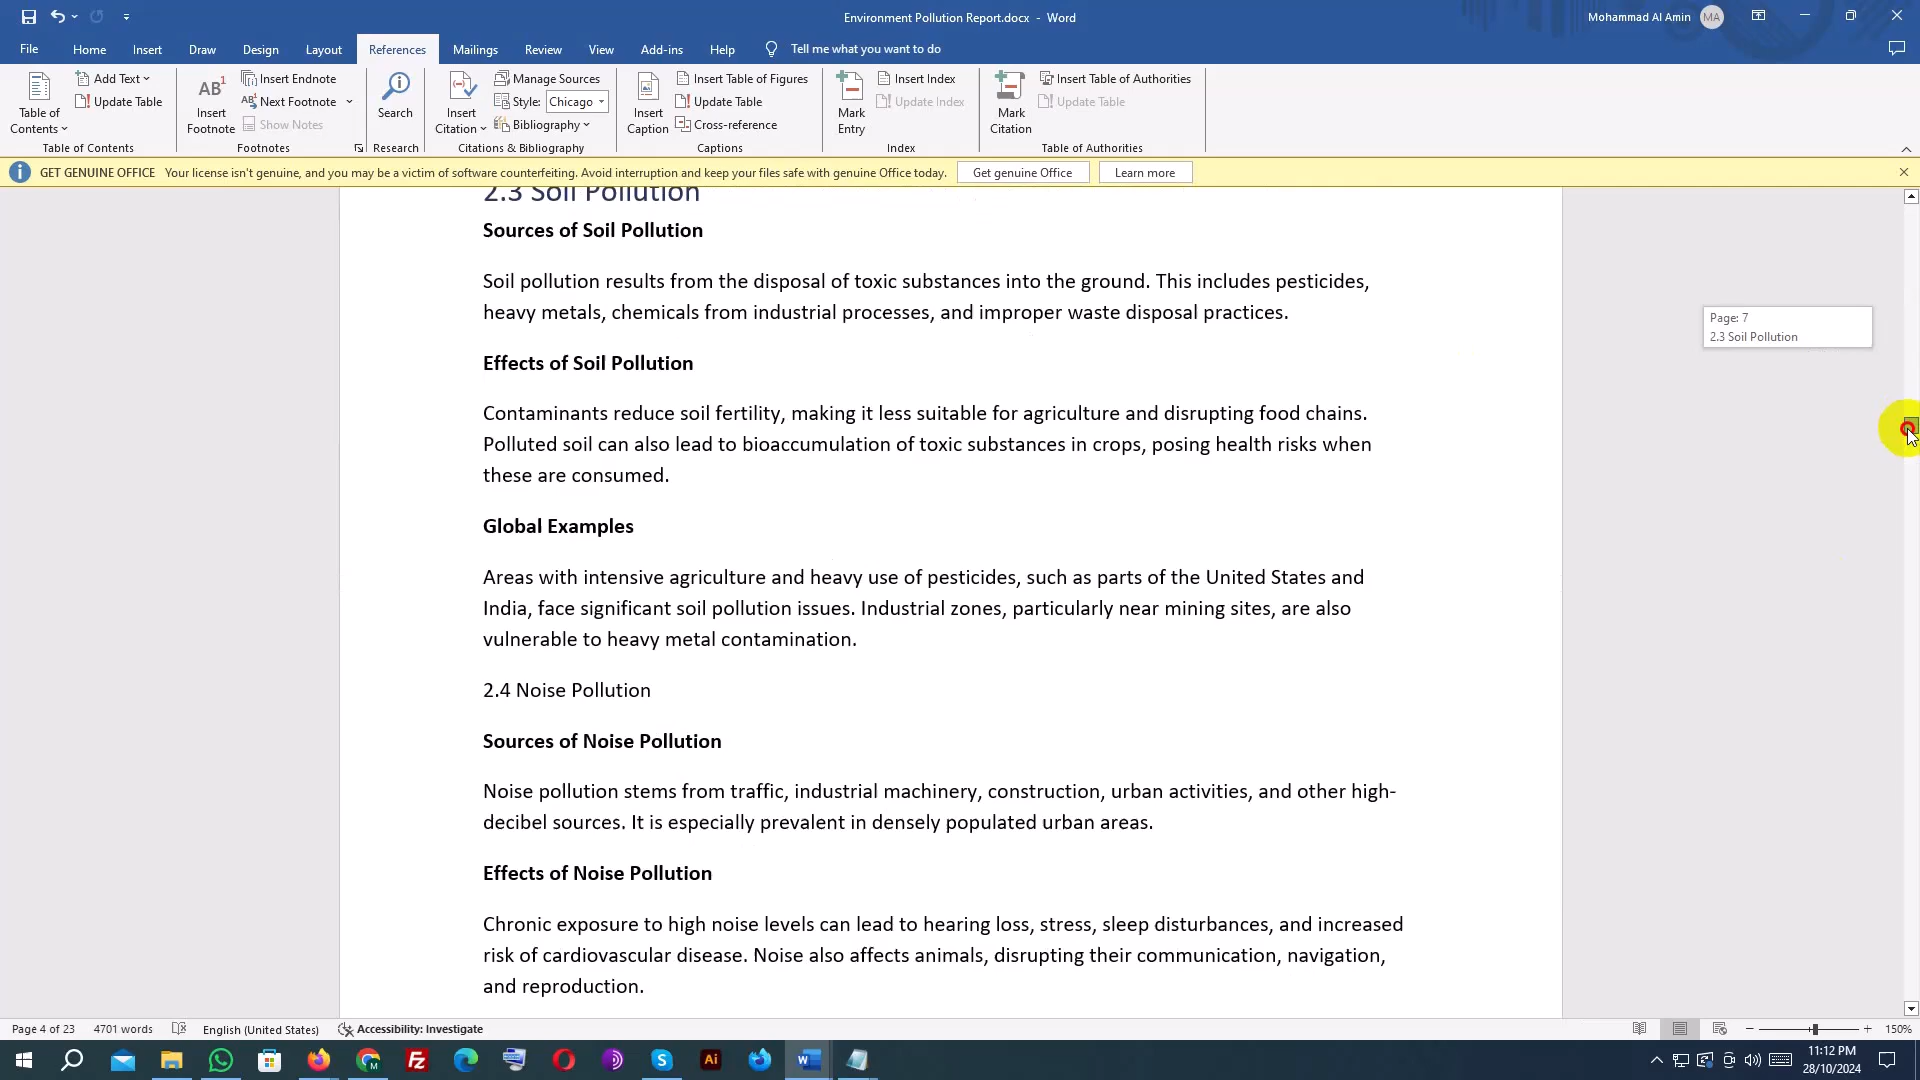 Environment Pollution Report.docx - Word
Mohammad Al Amin
MA
File
Home
Insert
Draw
Design
Layout
References
Mailings
Review
View
Add-ins
Help
Tell me what you want to do
Table of Contents
Add Text
Update Table
Table of Contents
AB1
Insert Footnote
Insert Endnote
Next Footnote
Show Notes
Footnotes
Search
Research
Insert Citation
Manage Sources
Style: Chicago
Bibliography
Citations & Bibliography
Insert Caption
Insert Table of Figures
Update Table
Cross-reference
Captions
Mark Entry
Insert Index
Update Index
Index
Mark Citation
Insert Table of Authorities
Update Table
Table of Authorities
GET GENUINE OFFICE Your license isn't genuine, and you may be a victim of software counterfeiting. Avoid interruption and keep your files safe with genuine Office today. Get genuine Office Learn more
2.3 Soil Pollution
Sources of Soil Pollution
Soil pollution results from the disposal of toxic substances into the ground. This includes pesticides,
heavy metals, chemicals from industrial processes, and improper waste disposal practices.
Page: 7
2.3 Soil Pollution
Effects of Soil Pollution
Contaminants reduce soil fertility, making it less suitable for agriculture and disrupting food chains.
Polluted soil can also lead to bioaccumulation of toxic substances in crops, posing health risks when
these are consumed.
Global Examples
Areas with intensive agriculture and heavy use of pesticides, such as parts of the United States and
India, face significant soil pollution issues. Industrial zones, particularly near mining sites, are also
vulnerable to heavy metal contamination.
2.4 Noise Pollution
Sources of Noise Pollution
Noise pollution stems from traffic, industrial machinery, construction, urban activities, and other high-
decibel sources. It is especially prevalent in densely populated urban areas.
Effects of Noise Pollution
Chronic exposure to high noise levels can lead to hearing loss, stress, sleep disturbances, and increased
risk of cardiovascular disease. Noise also affects animals, disrupting their communication, navigation,
and reproduction.
Page 4 of 23
4701 words
English (United States)
Accessibility: Investigate
150%
11:12 PM
28/10/2024